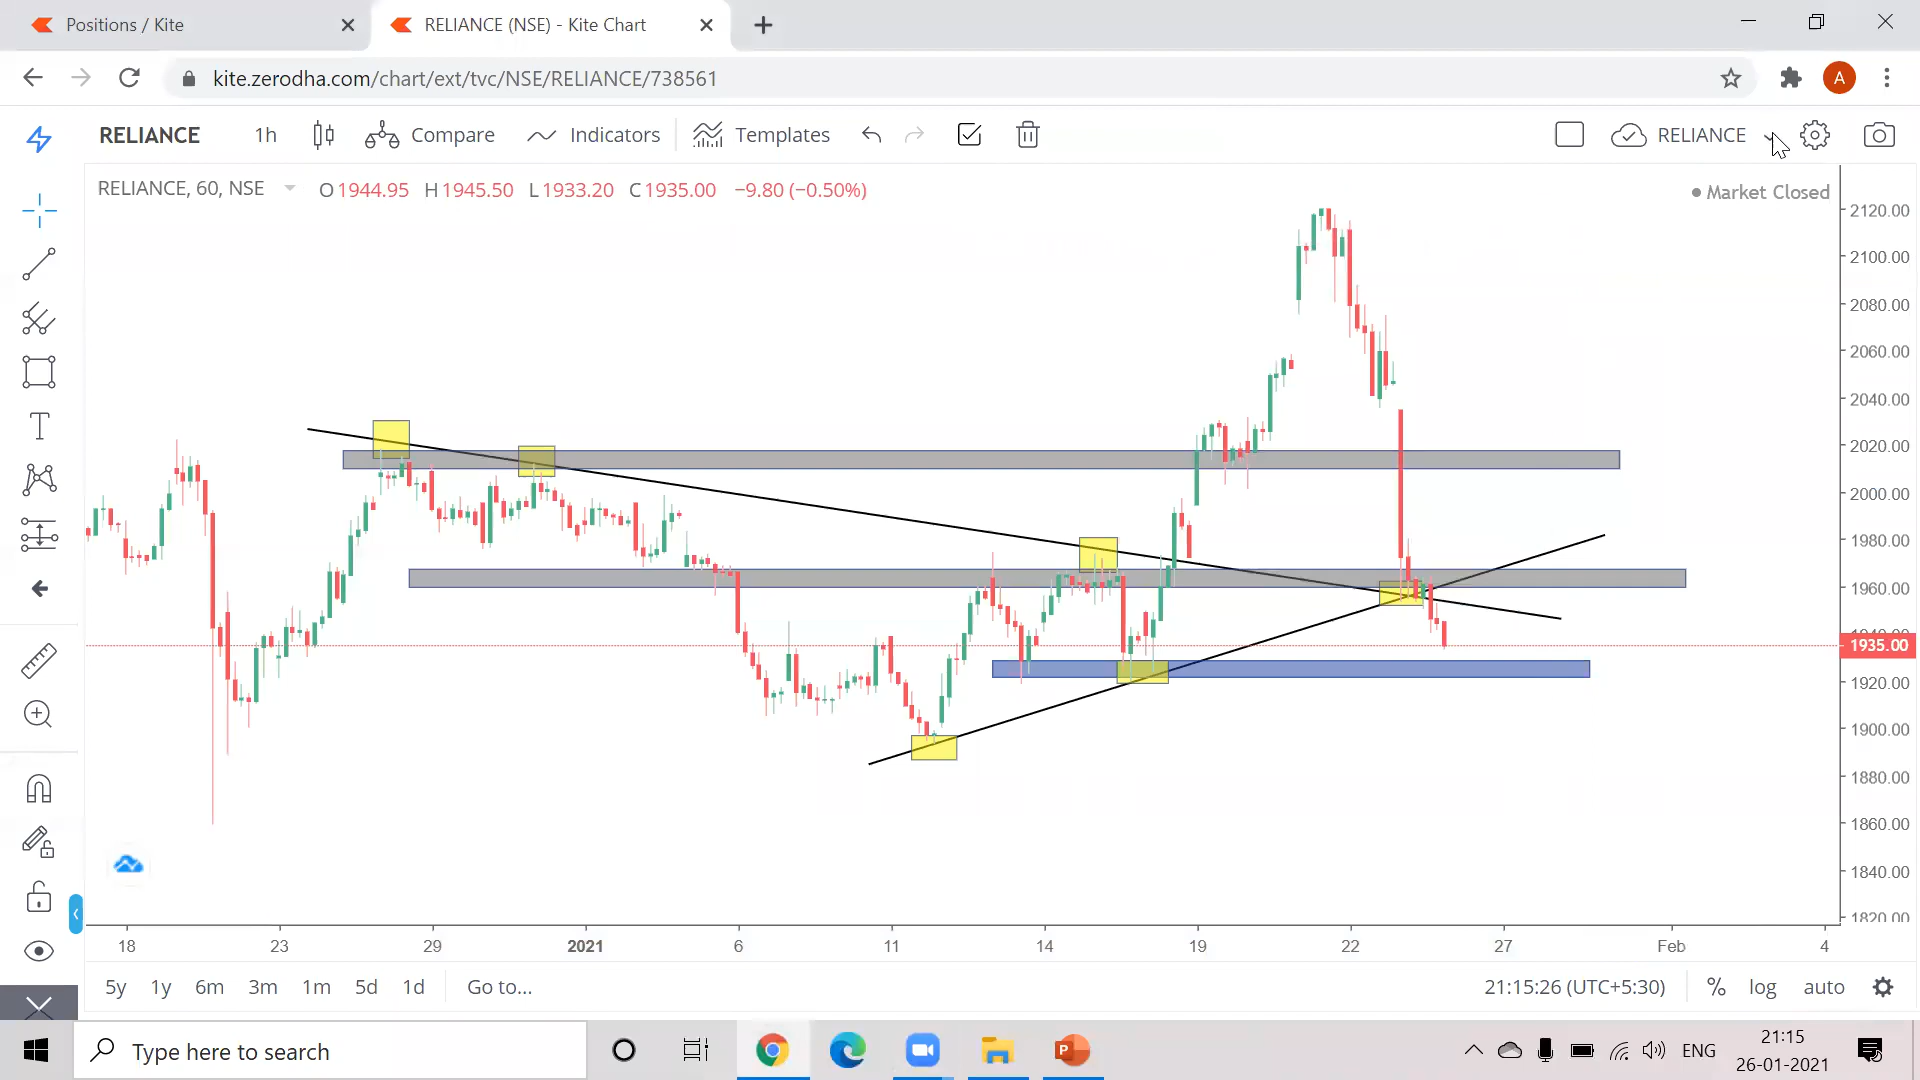 Positions / Kite
RELIANCE (NSE) - Kite Chart
kite.zerodha.com/chart/ext/tvc/NSE/RELIANCE/738561
A
RELIANCE 1h Compare Indicators Templates RELIANCE
RELIANCE, 60, NSE O1944.95 H1945.50 L1933.20 C1935.00 −9.80 (−0.50%)
Market Closed
2120.00
2100.00
2080.00
2060.00
2040.00
2020.00
2000.00
1980.00
1960.00
1940.00
1935.00
1920.00
1900.00
1880.00
1860.00
1840.00
1820.00
T
18 23 29 2021 6 11 14 19 22 27 Feb 4
5y 1y 6m 3m 1m 5d 1d Go to... 21:15:26 (UTC+5:30) % log auto
Type here to search
P
ENG
21:15
26-01-2021